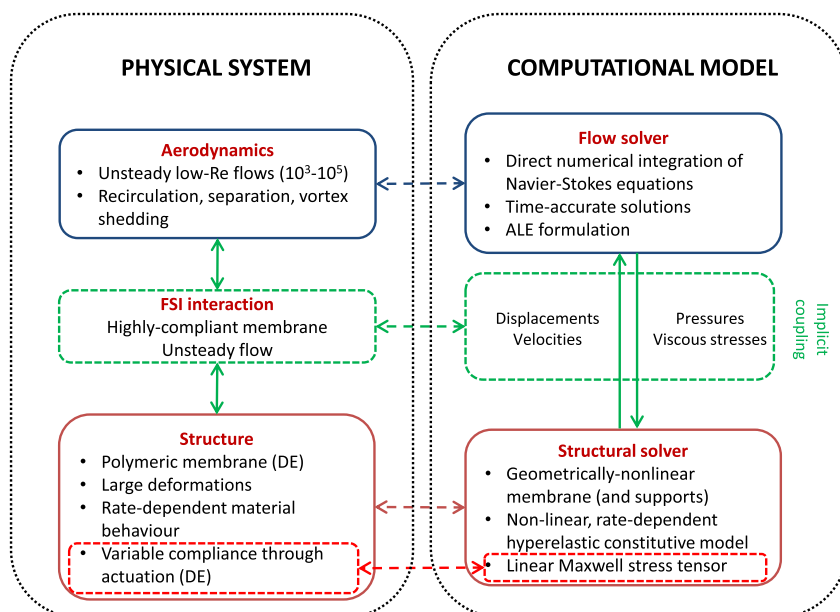 PHYSICAL SYSTEM
Aerodynamics
• Unsteady low-Re flows (10³-10⁵)
• Recirculation, separation, vortex
shedding
FSI interaction
Highly-compliant membrane
Unsteady flow
Structure
• Polymeric membrane (DE)
• Large deformations
• Rate-dependent material
behaviour
• Variable compliance through
actuation (DE)
COMPUTATIONAL MODEL
Flow solver
• Direct numerical integration of
Navier-Stokes equations
• Time-accurate solutions
• ALE formulation
Displacements
Velocities
Pressures
Viscous stresses
Implicit
coupling
Structural solver
• Geometrically-nonlinear
membrane (and supports)
• Non-linear, rate-dependent
hyperelastic constitutive model
• Linear Maxwell stress tensor